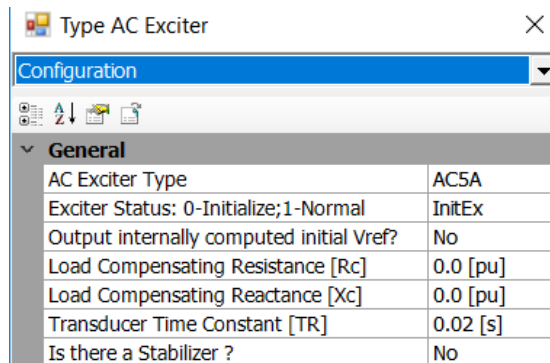 Type AC Exciter
Configuration
General
AC Exciter Type AC5A
Exciter Status: 0-Initialize;1-Normal InitEx
Output internally computed initial Vref? No
Load Compensating Resistance [Rc] 0.0 [pu]
Load Compensating Reactance [Xc] 0.0 [pu]
Transducer Time Constant [TR] 0.02 [s]
Is there a Stabilizer ? No